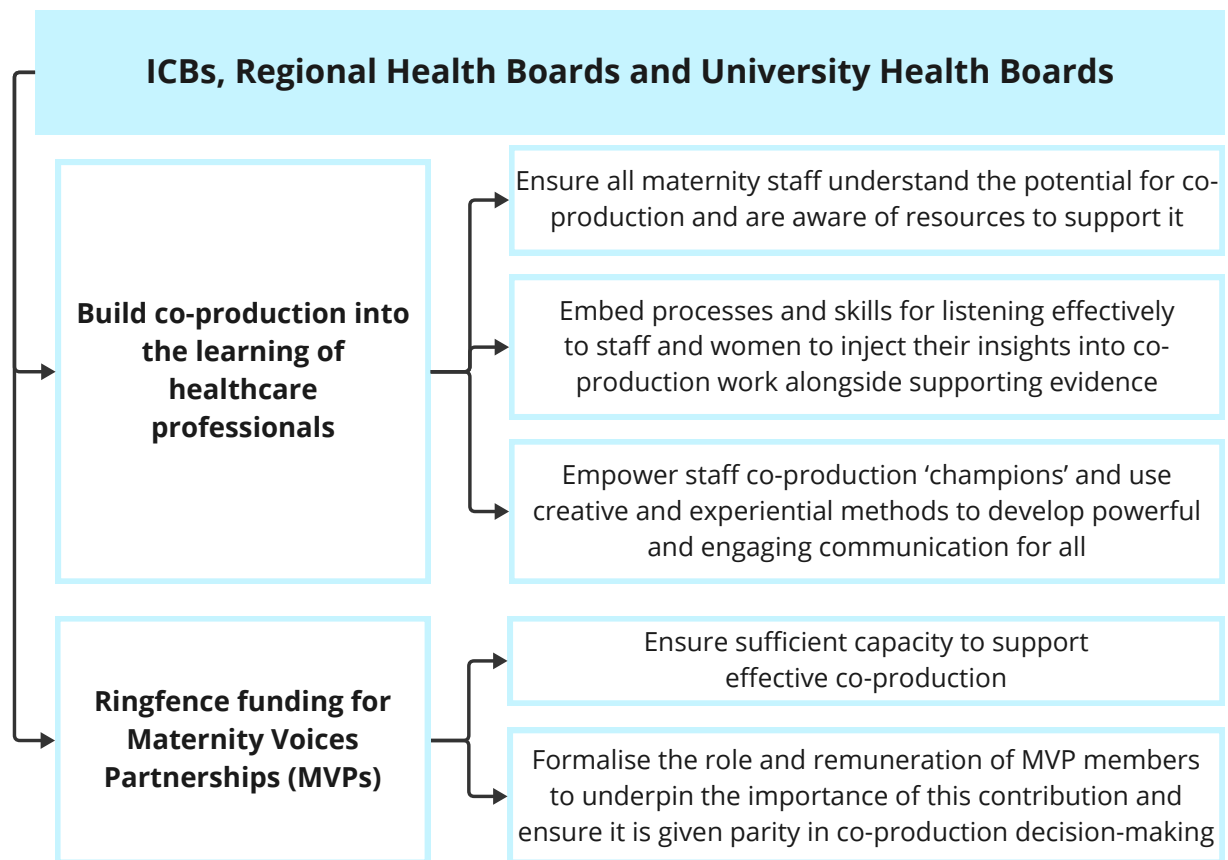 ICBs, Regional Health Boards and University Health Boards
Build co-production into
the learning of
healthcare
professionals
Ensure all maternity staff understand the potential for co-
production and are aware of resources to support it
Embed processes and skills for listening effectively
to staff and women to inject their insights into co-
production work alongside supporting evidence
Empower staff co-production ‘champions’ and use
creative and experiential methods to develop powerful
and engaging communication for all
Ringfence funding for
Maternity Voices
Partnerships (MVPs)
Ensure sufficient capacity to support
effective co-production
Formalise the role and remuneration of MVP members
to underpin the importance of this contribution and
ensure it is given parity in co-production decision-making